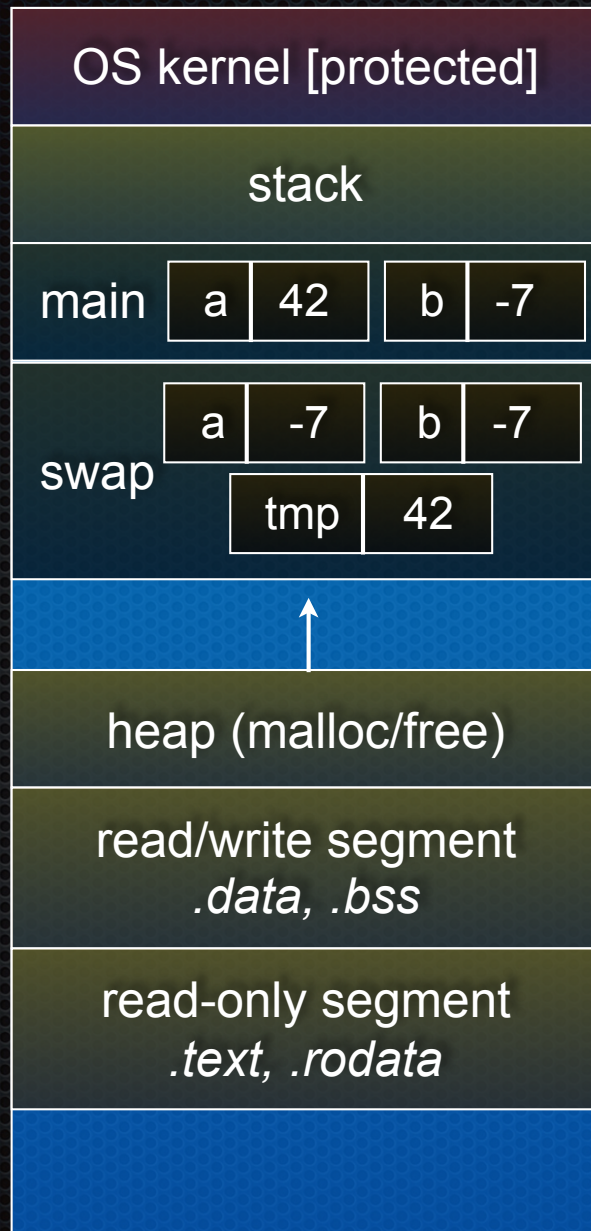 OS kernel [protected]
stack
main a 42 b -7
a -7 b -7
swap
tmp 42
heap (malloc/free)
read/write segment
.data, .bss
read-only segment
.text, .rodata